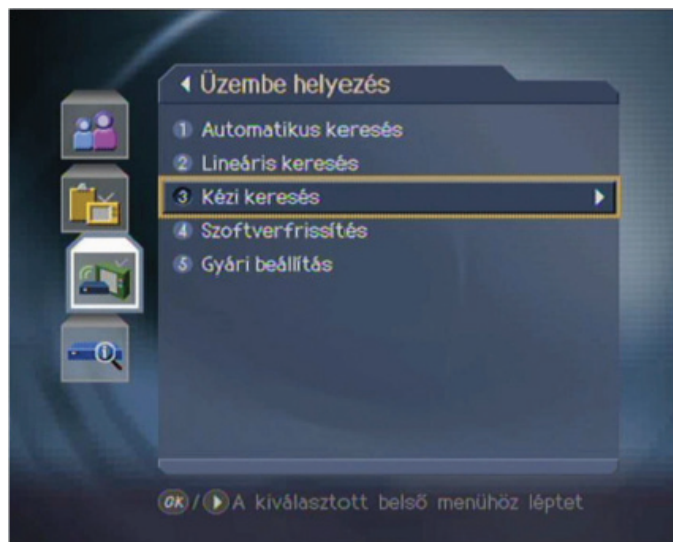 Üzembe helyezés
1 Automatikus keresés
2 Lineáris keresés
3 Kézi keresés
4 Szoftverfrissítés
5 Gyári beállítás
OK / A kiválasztott belső menühöz léptet